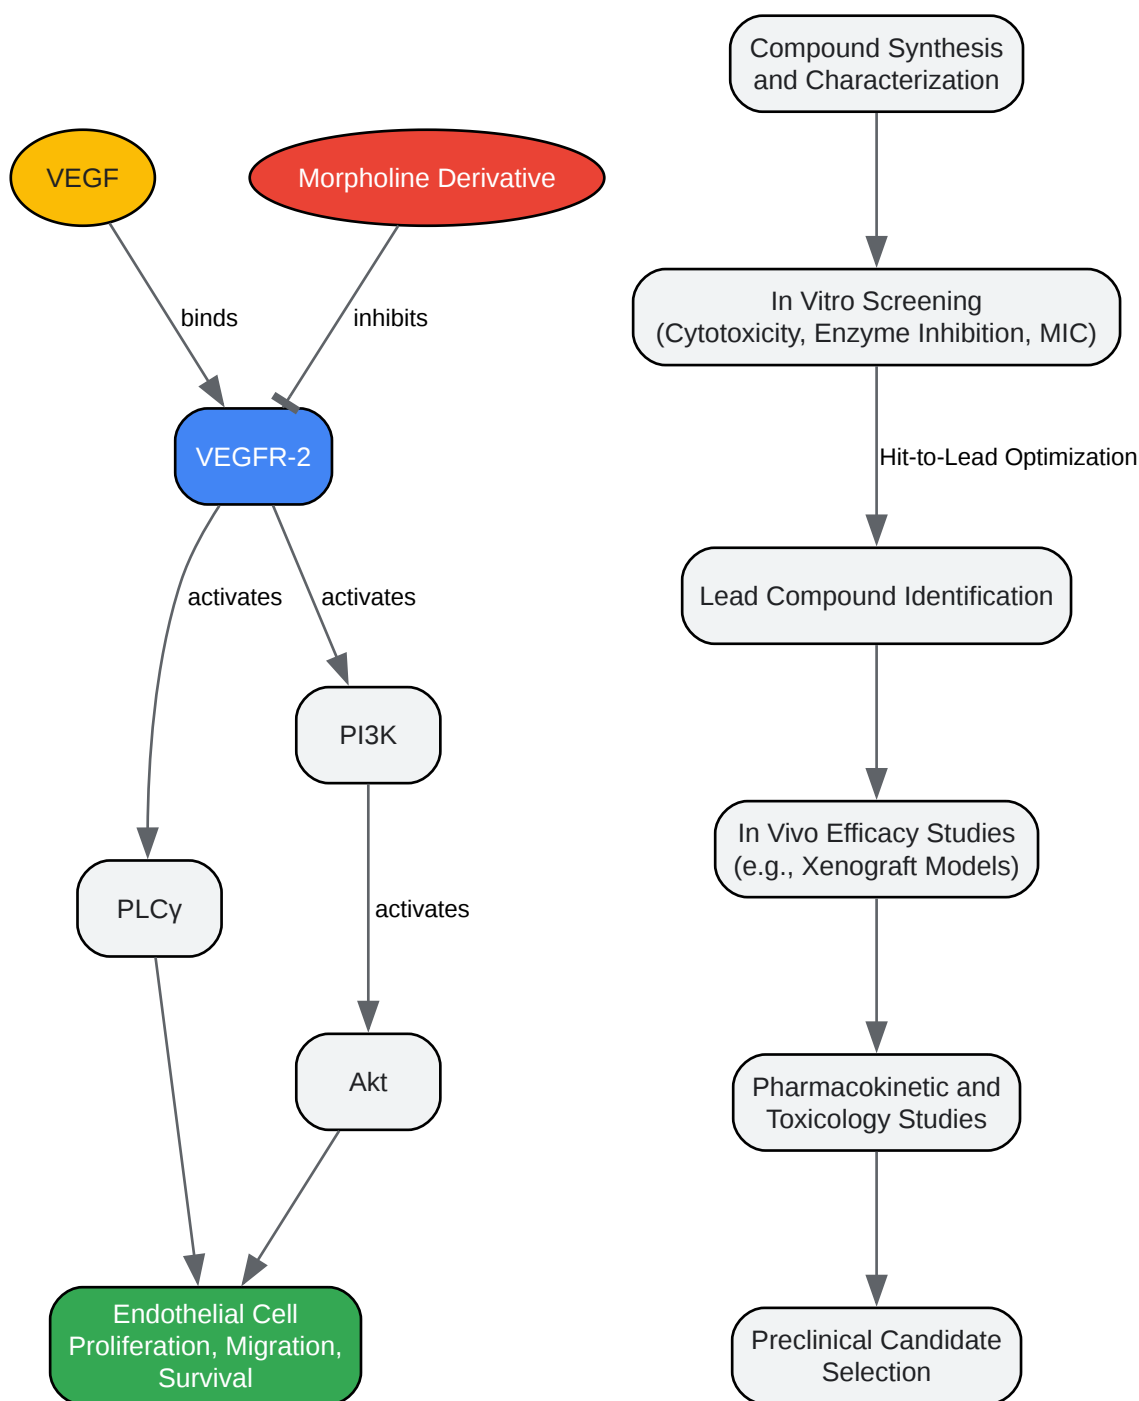 VEGF
Morpholine Derivative
binds
inhibits
VEGFR-2
activates
activates
PI3K
PLCγ
activates
Akt
Endothelial Cell
Proliferation, Migration,
Survival
Compound Synthesis
and Characterization
In Vitro Screening
(Cytotoxicity, Enzyme Inhibition, MIC)
Hit-to-Lead Optimization
Lead Compound Identification
In Vivo Efficacy Studies
(e.g., Xenograft Models)
Pharmacokinetic and
Toxicology Studies
Preclinical Candidate
Selection